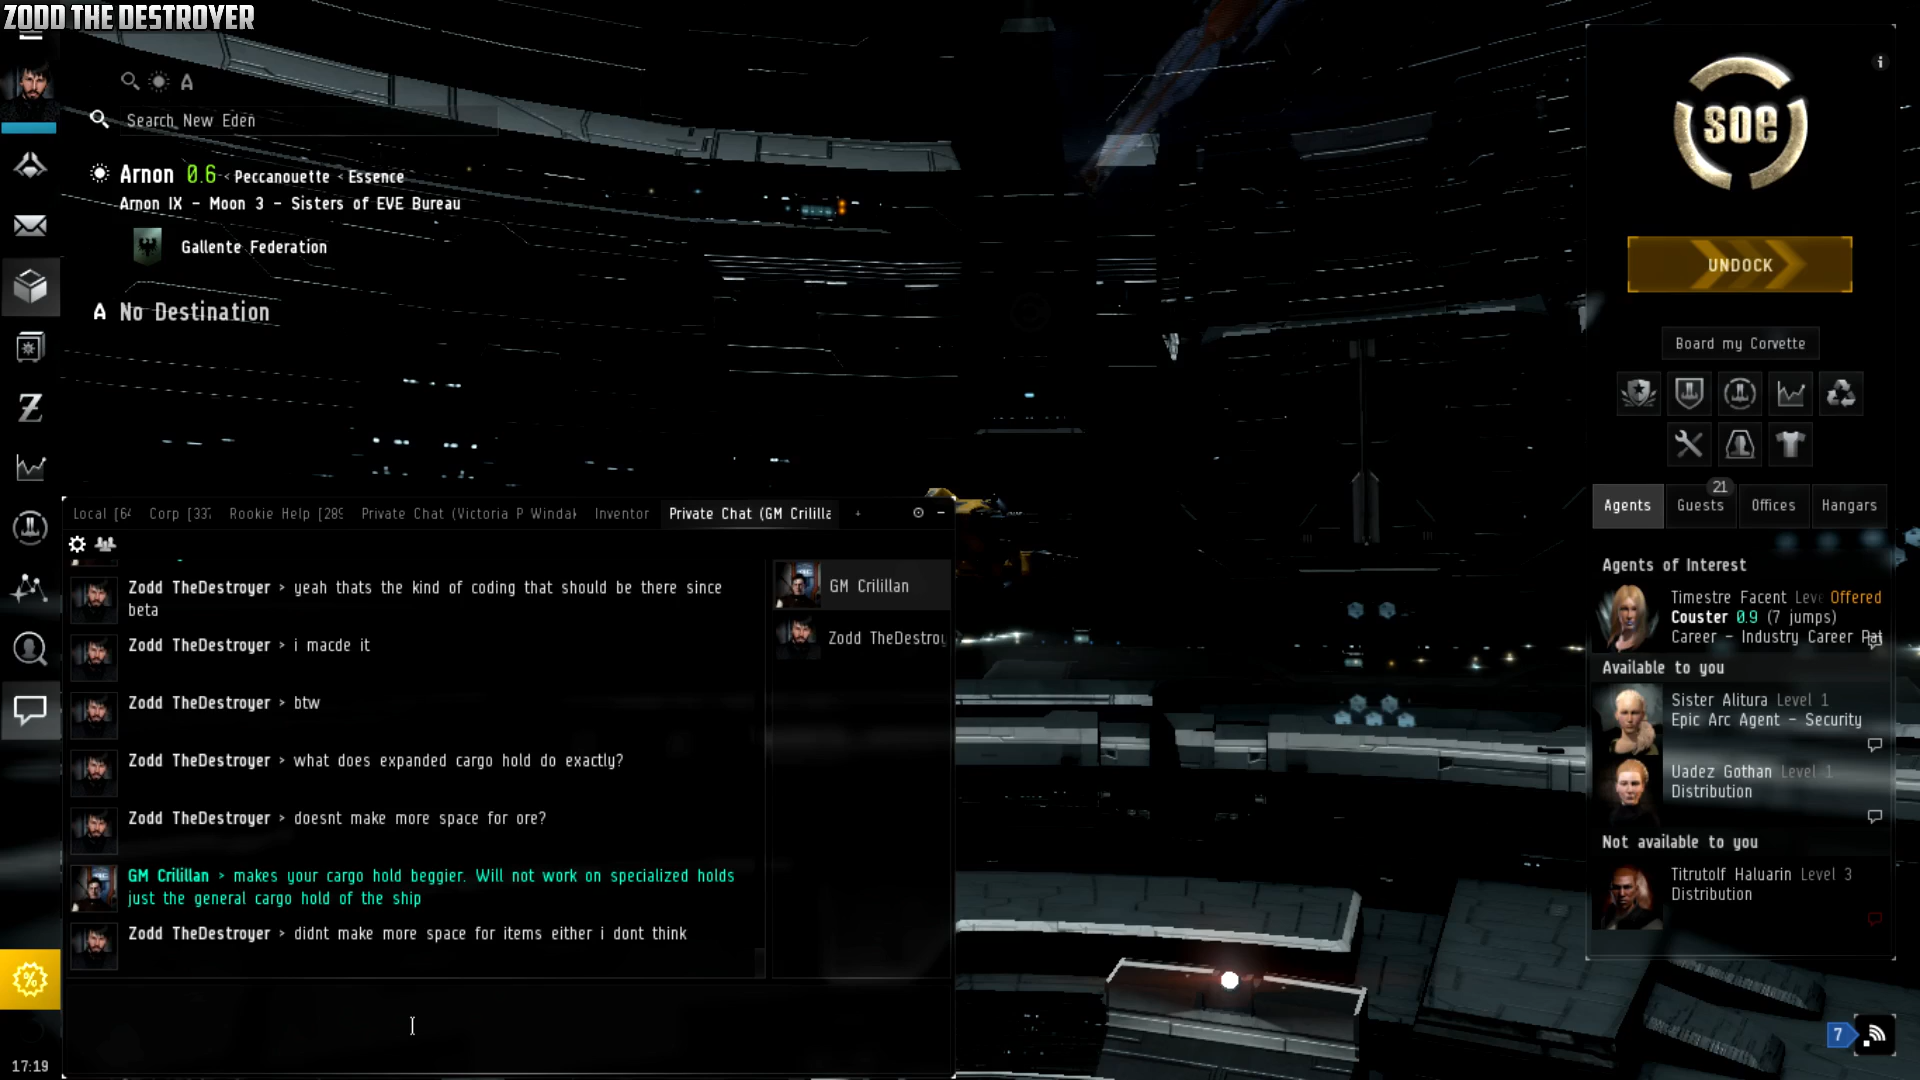 ZODD THE DESTROYER
Search New Eden
Arnon 0.6 < Peccanouette < Essence
Arnon IX - Moon 3 - Sisters of EVE Bureau
Gallente Federation
No Destination
Local [64
Corp [337
Rookie Help [289
Private Chat (Victoria P Windak
Inventor
Private Chat (GM Crililla
+
Zodd TheDestroyer > yeah thats the kind of coding that should be there since
beta
Zodd TheDestroyer > i macde it
Zodd TheDestroyer > btw
Zodd TheDestroyer > what does expanded cargo hold do exactly?
Zodd TheDestroyer > doesnt make more space for ore?
GM Crilillan > makes your cargo hold beggier. Will not work on specialized holds
just the general cargo hold of the ship
Zodd TheDestroyer > didnt make more space for items either i dont think
GM Crilillan
Zodd TheDestroy
17:19
soe
UNDOCK
Board my Corvette
Agents
Guests
21
Offices
Hangars
Agents of Interest
Timestre Facent Leve Offered
Couster 0.9 (7 jumps)
Career - Industry Career Pat
Available to you
Sister Alitura Level 1
Epic Arc Agent - Security
Uadez Gothan Level 1
Distribution
Not available to you
Titrutolf Haluarin Level 3
Distribution
7